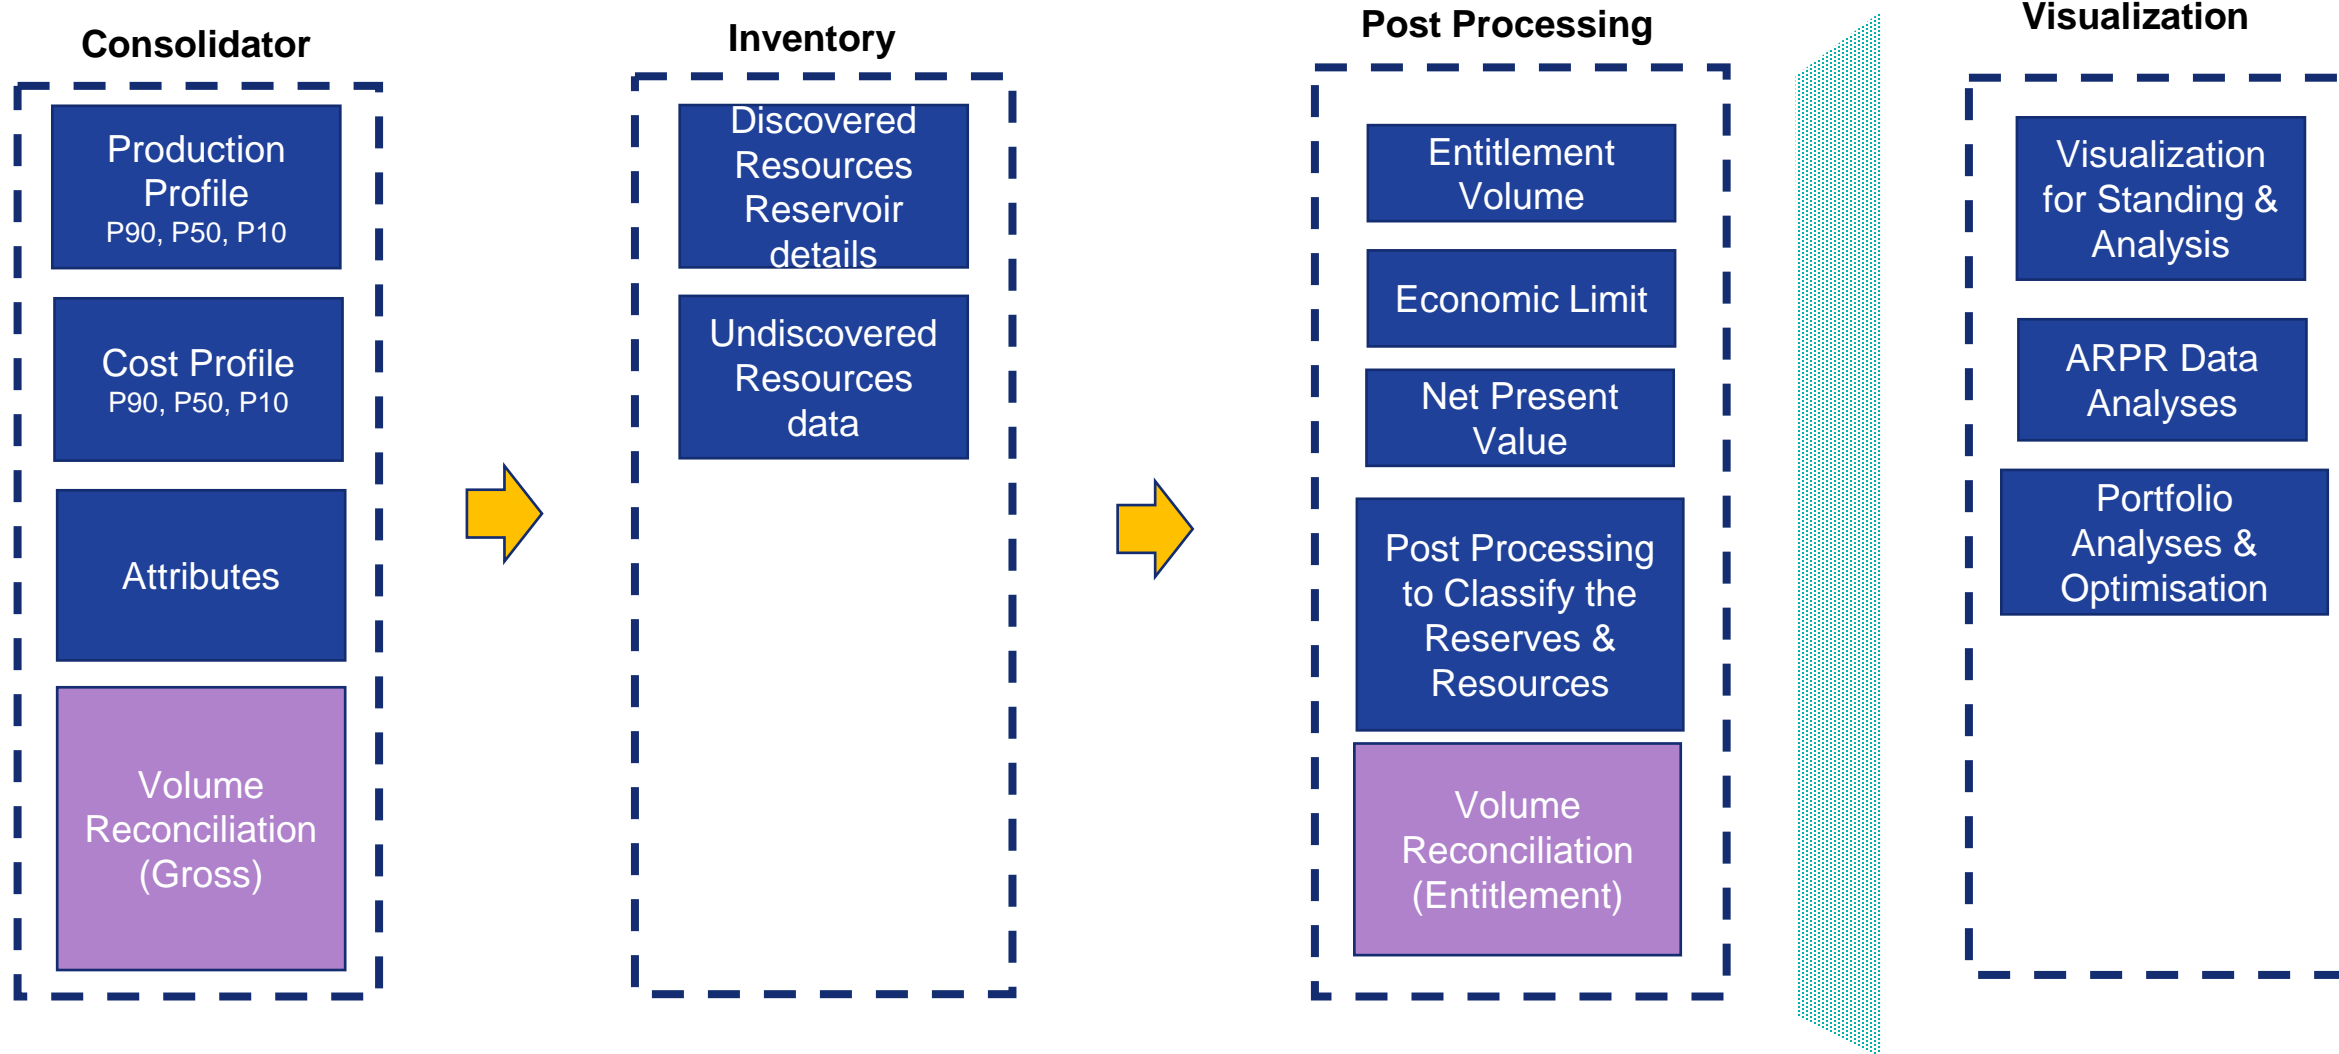 Consolidator
Production
Profile
P90, P50, P10
Cost Profile
P90, P50, P10
Attributes
Volume
Reconciliation
(Gross)
Inventory
Discovered
Resources
Reservoir
details
Undiscovered
Resources
data
Post Processing
Entitlement
Volume
Economic Limit
Net Present
Value
Post Processing
to Classify the
Reserves &
Resources
Volume
Reconciliation
(Entitlement)
Visualization
Visualization
for Standing &
Analysis
ARPR Data
Analyses
Portfolio
Analyses &
Optimisation